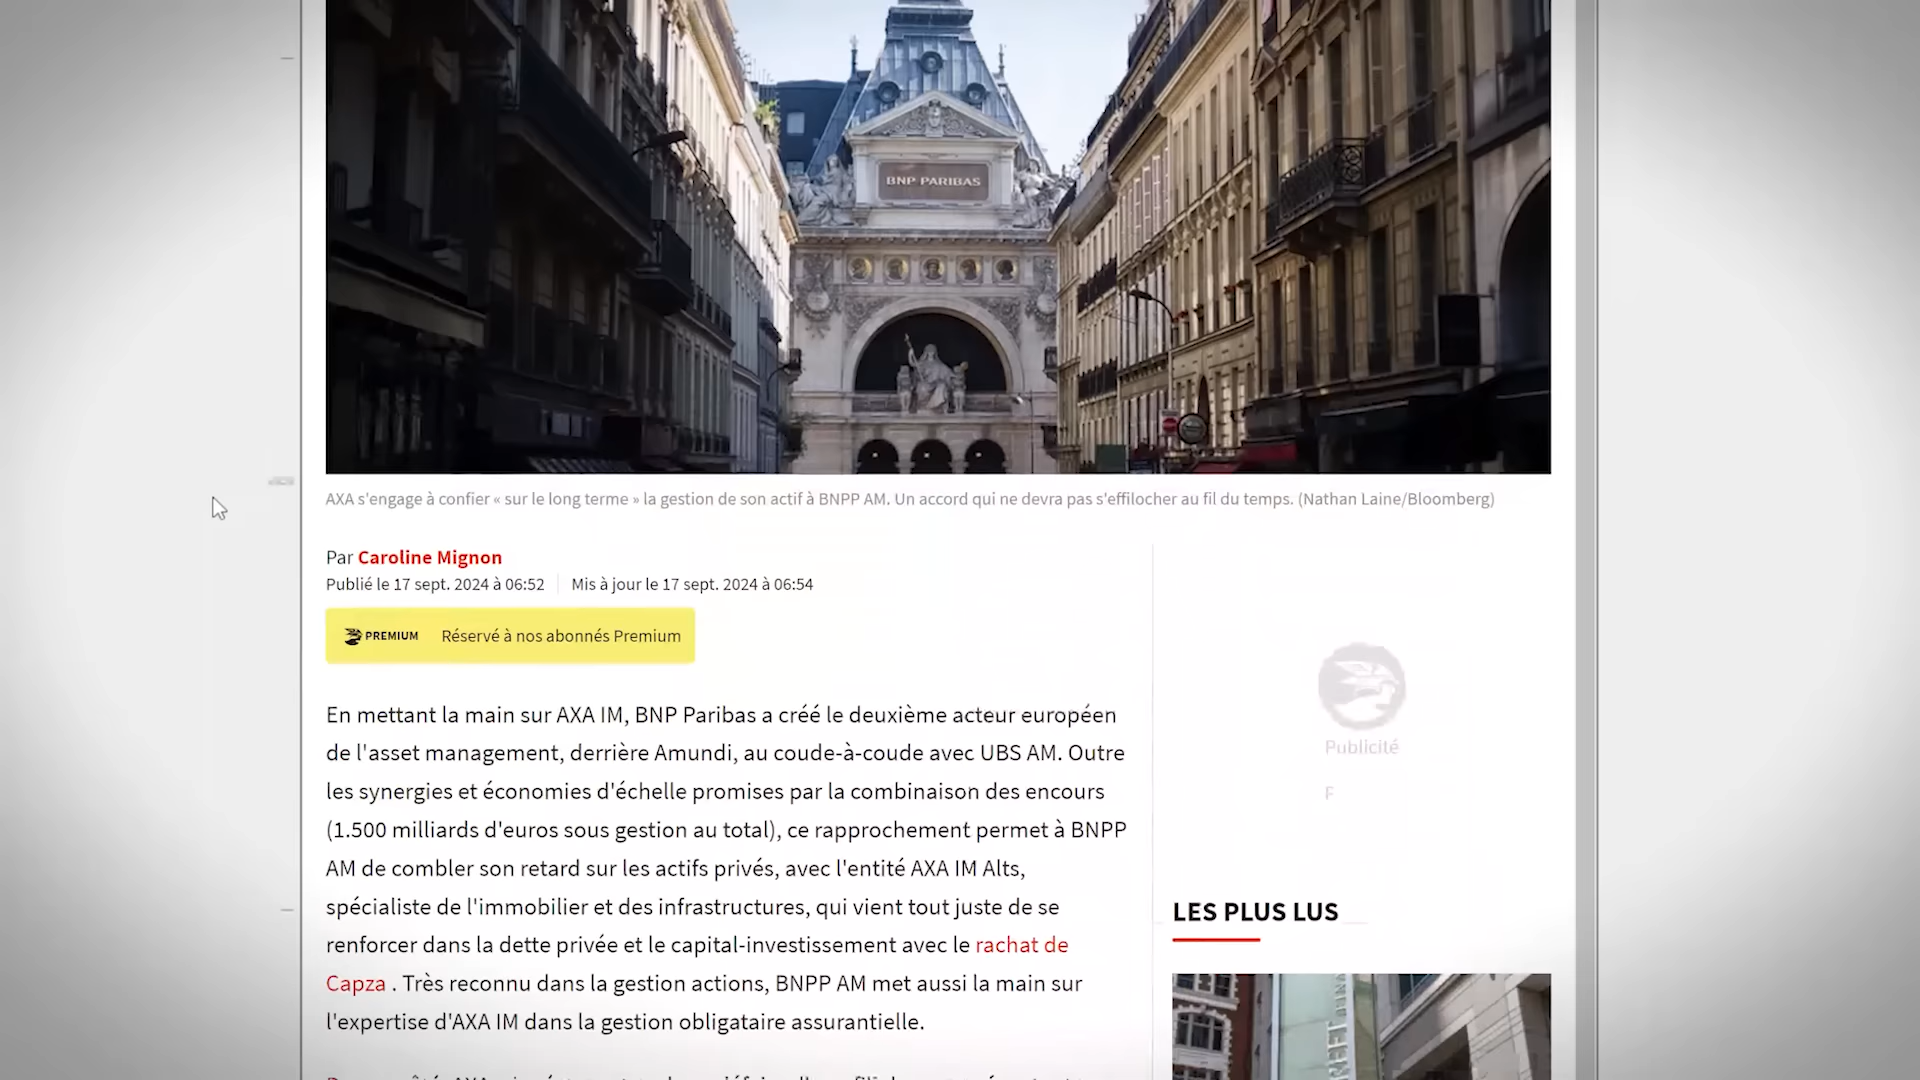 BNP PARIBAS
AXA s'engage à confier « sur le long terme » la gestion de son actif à BNPP AM. Un accord qui ne devra pas s'effilocher au fil du temps. (Nathan Laine/Bloomberg)
Par Caroline Mignon
Publié le 17 sept. 2024 à 06:52 Mis à jour le 17 sept. 2024 à 06:54
PREMIUM Réservé à nos abonnés Premium
En mettant la main sur AXA IM, BNP Paribas a créé le deuxième acteur européen
de l'asset management, derrière Amundi, au coude-à-coude avec UBS AM. Outre
les synergies et économies d'échelle promises par la combinaison des encours
(1.500 milliards d'euros sous gestion au total), ce rapprochement permet à BNPP
AM de combler son retard sur les actifs privés, avec l'entité AXA IM Alts,
spécialiste de l'immobilier et des infrastructures, qui vient tout juste de se
renforcer dans la dette privée et le capital-investissement avec le rachat de
Capza . Très reconnu dans la gestion actions, BNPP AM met aussi la main sur
l'expertise d'AXA IM dans la gestion obligataire assurantielle.
Publicité
F
LES PLUS LUS